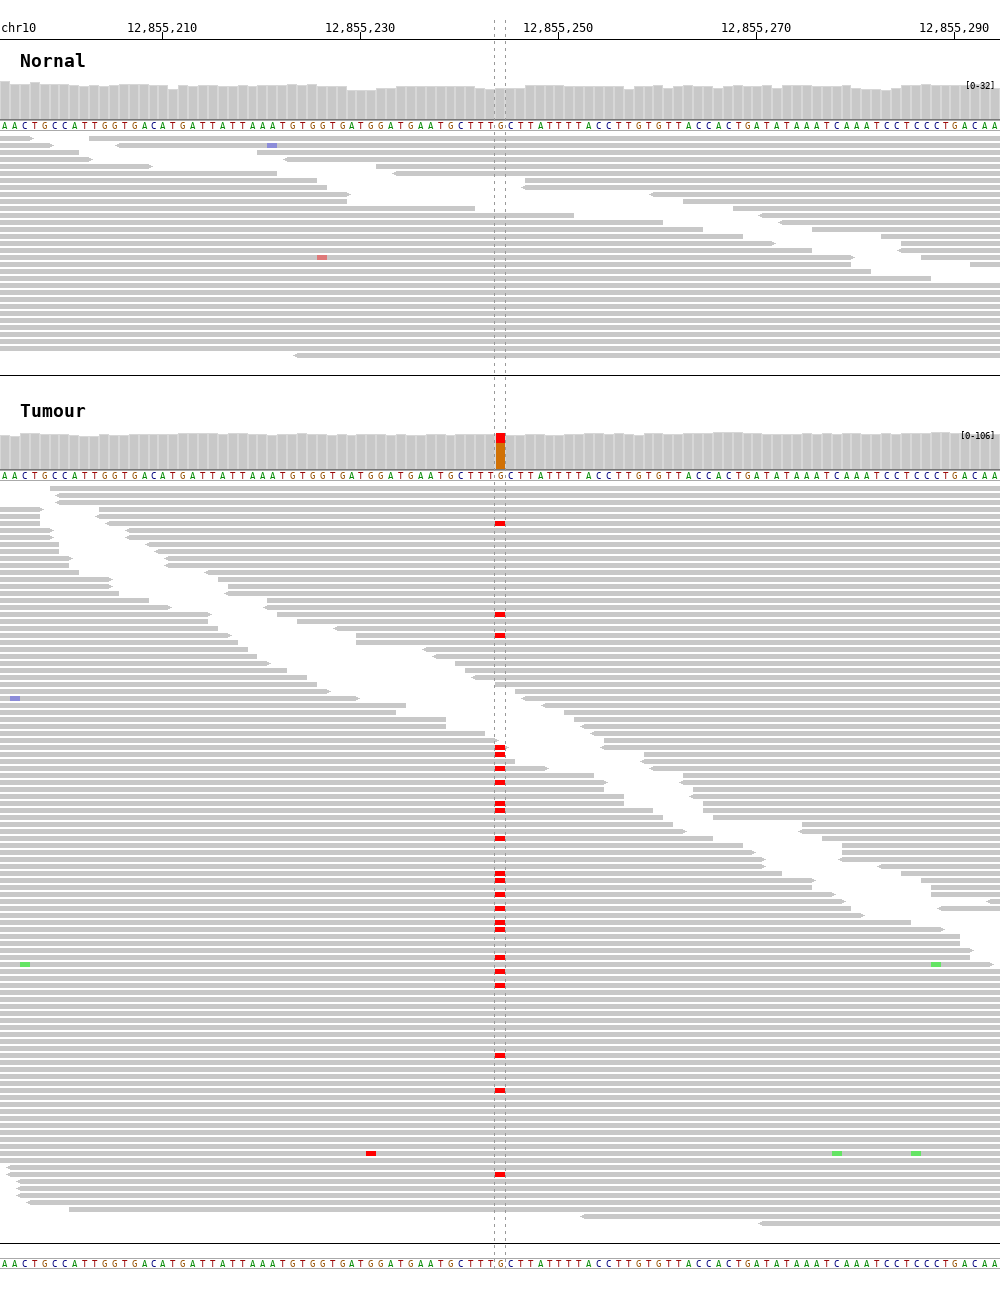 chr10 12,855,210 12,855,230 12,855,250 12,855,270 12,855,290
Nornal
[0-32]
AACTGCCATTGGTGACATGATTATTAAATGTGGTGATGGATGAATGCTTTGCTTATTTTACCTTGTGTTACCACTGATATAAATCAAATCCTCCCTGACAA
Tumour
[0-106]
AACTGCCATTGGTGACATGATTATTAAATGTGGTGATGGATGAATGCTTTGCTTATTTTACCTTGTGTTACCACTGATATAAATCAAATCCTCCCTGACAA
AACTGCCATTGGTGACATGATTATTAAATGTGGTGATGGATGAATGCTTTGCTTATTTTACCTTGTGTTACCACTGATATAAATCAAATCCTCCCTGACAA